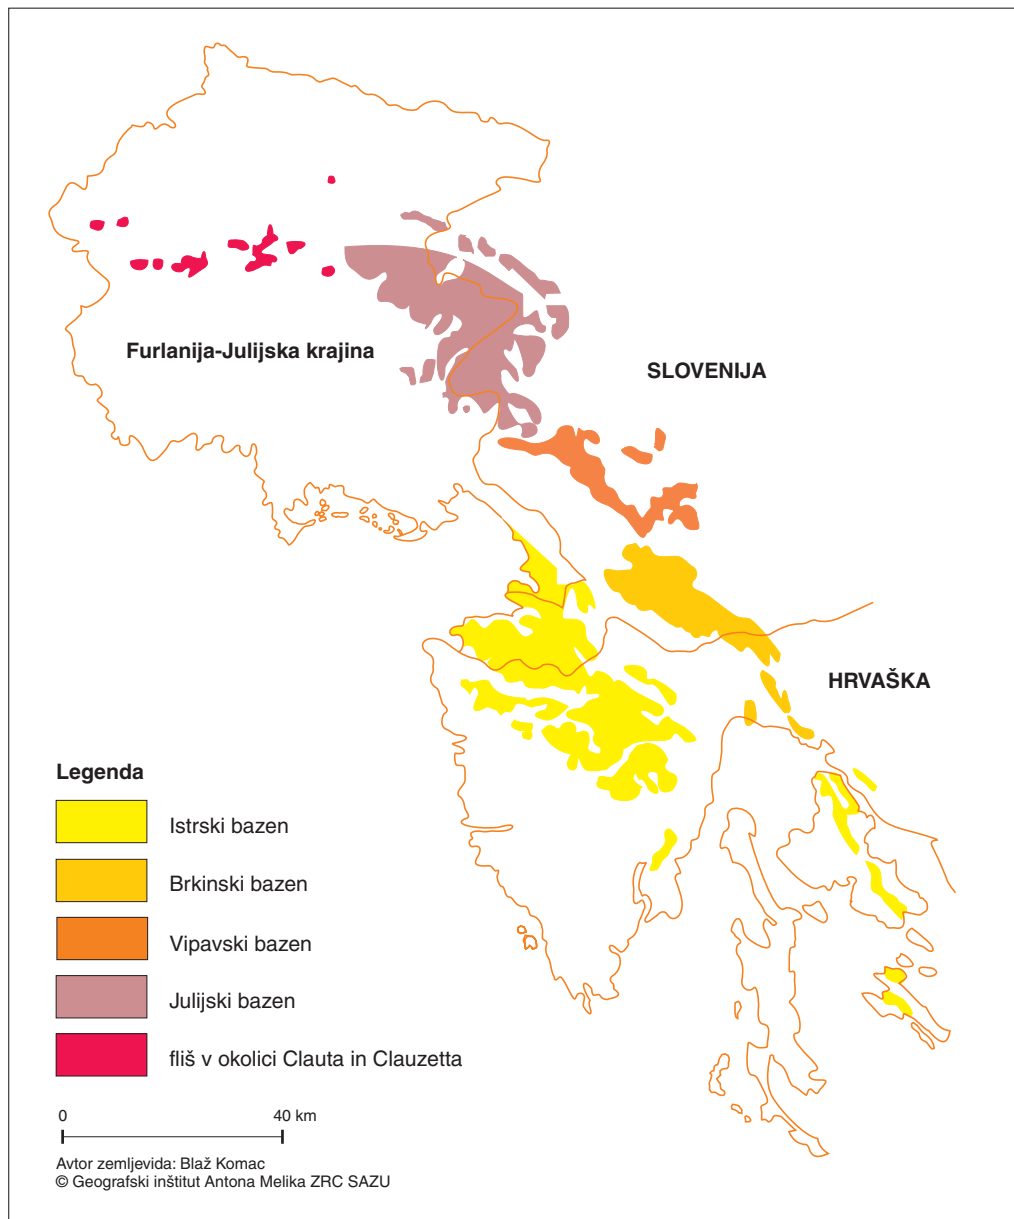 Furlanija-Julijska krajina
SLOVENIJA
HRVAŠKA
Legenda
Istrski bazen
Brkinski bazen
Vipavski bazen
Julijski bazen
fliš v okolici Clauta in Clauzetta
0 40 km
Avtor zemljevida: Blaž Komac
© Geografski inštitut Antona Melika ZRC SAZU